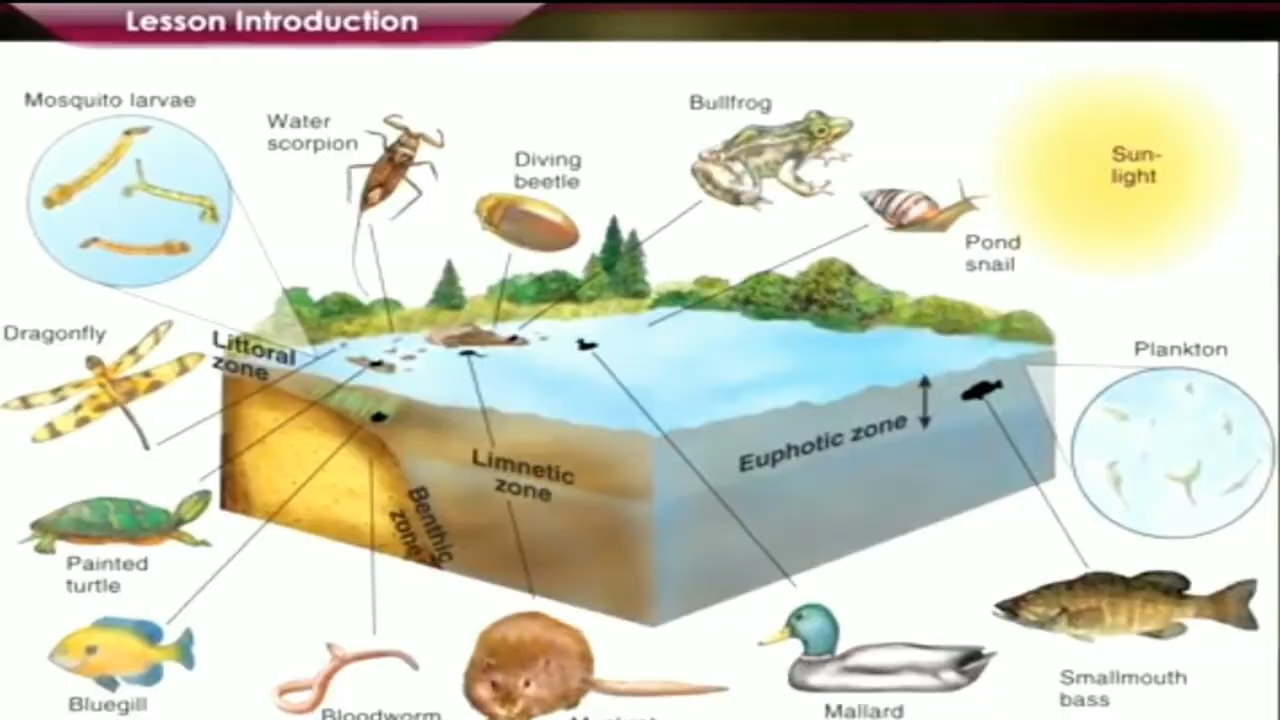 Lesson Introduction
Mosquito larvae
Water
scorpion
Diving
beetle
Bullfrog
Sun-
light
Pond
snail
Dragonfly
Littoral
zone
Plankton
Euphotic zone
Limnetic
zone
Benthic
zone
Painted
turtle
Bluegill
Bloodworm
Mallard
Smallmouth
bass